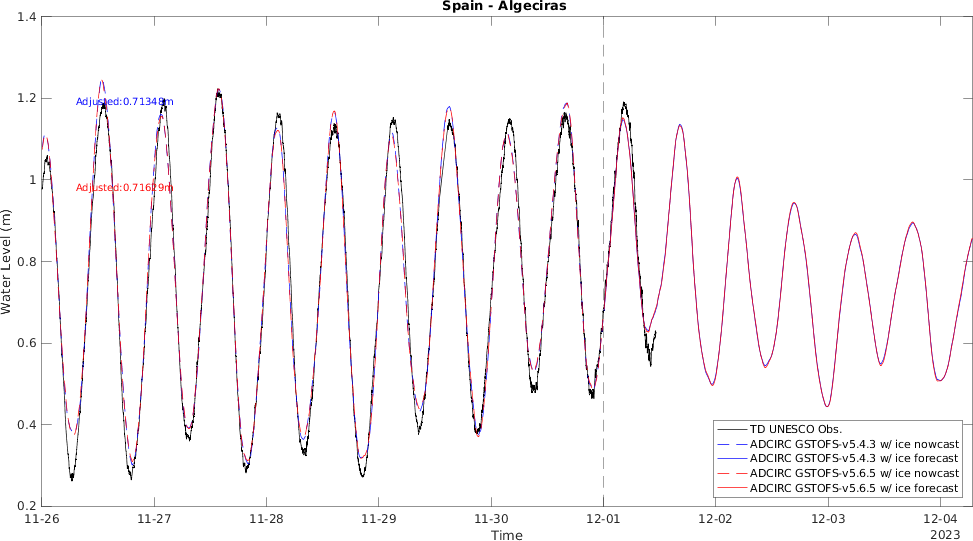 Spain - Algeciras
1.4
1.2
1
0.8
0.6
0.4
0.2
Water Level (m)
Adjusted:0.71348m
Adjusted:0.71629m
TD UNESCO Obs.
ADCIRC GSTOFS-v5.4.3 w/ ice nowcast
ADCIRC GSTOFS-v5.4.3 w/ ice forecast
ADCIRC GSTOFS-v5.6.5 w/ ice nowcast
ADCIRC GSTOFS-v5.6.5 w/ ice forecast
11-26 11-27 11-28 11-29 11-30 12-01 12-02 12-03 12-04
Time
2023